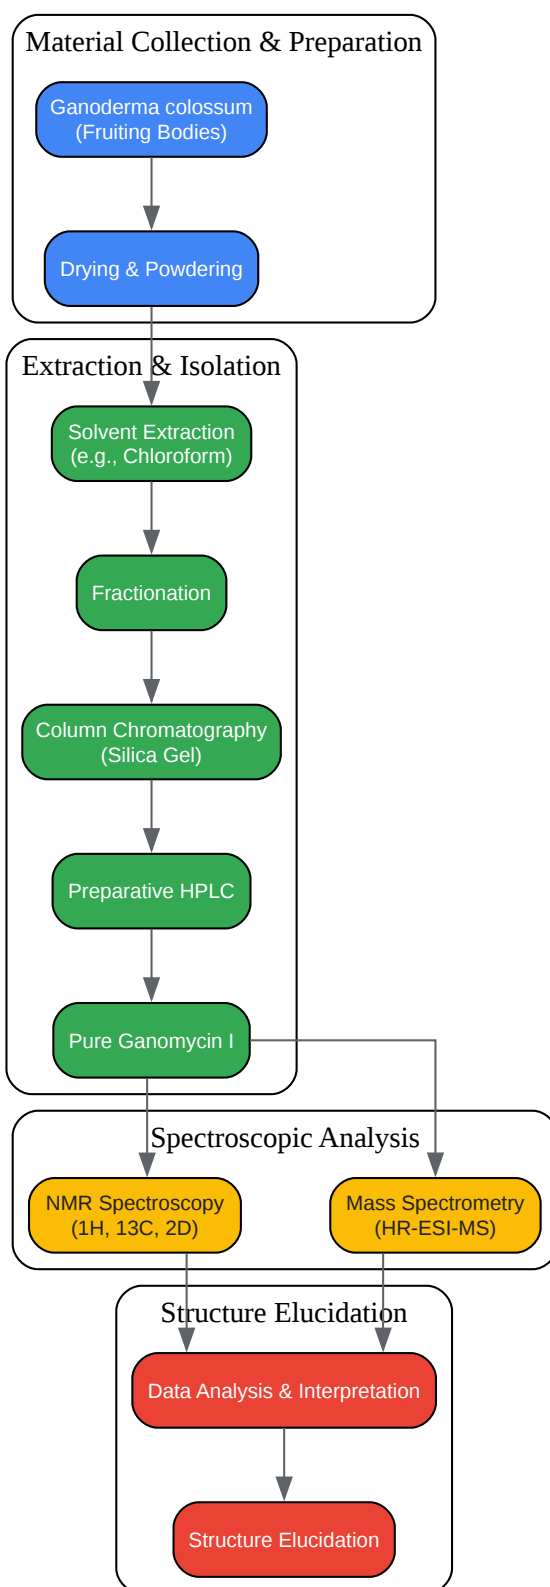 Material Collection & Preparation
Ganoderma colossum
(Fruiting Bodies)
Drying & Powdering
Extraction & Isolation
Solvent Extraction
(e.g., Chloroform)
Fractionation
Column Chromatography
(Silica Gel)
Preparative HPLC
Pure Ganomycin I
Spectroscopic Analysis
NMR Spectroscopy
(1H, 13C, 2D)
Mass Spectrometry
(HR-ESI-MS)
Structure Elucidation
Data Analysis & Interpretation
Structure Elucidation